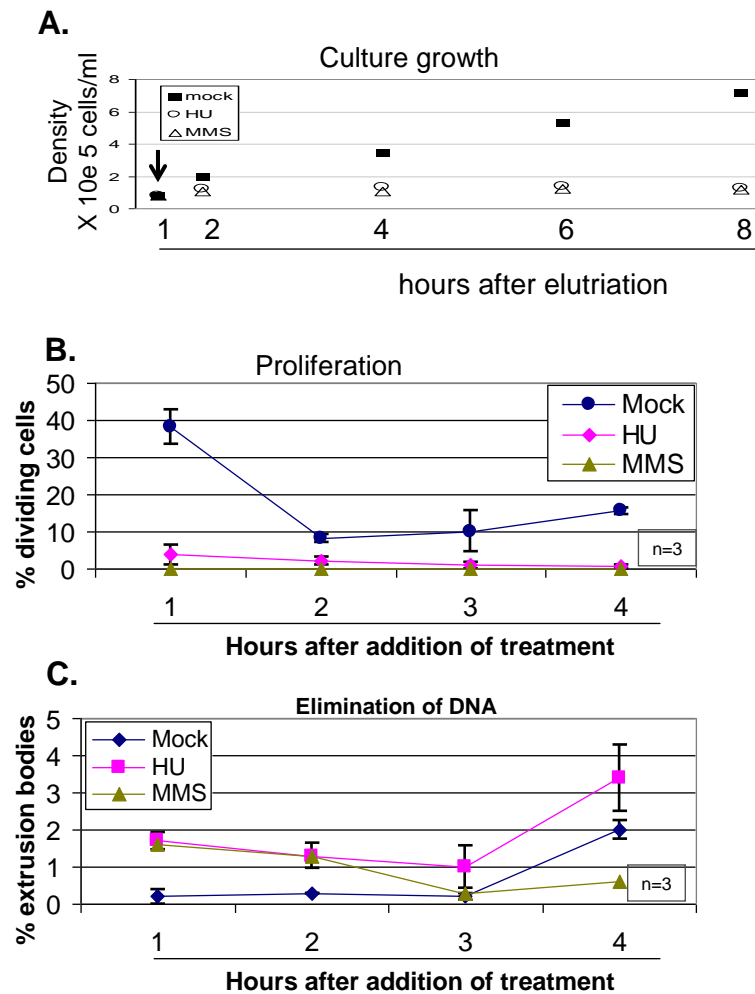 A.
Culture growth
Density
X 10e 5 cells/ml
8
6
4
2
0
mock
HU
MMS
1 2 4 6 8
hours after elutriation
B.
Proliferation
% dividing cells
50
40
30
20
10
0
Mock
HU
MMS
n=3
1 2 3 4
Hours after addition of treatment
C.
Elimination of DNA
% extrusion bodies
5
4
3
2
1
0
Mock
HU
MMS
n=3
1 2 3 4
Hours after addition of treatment